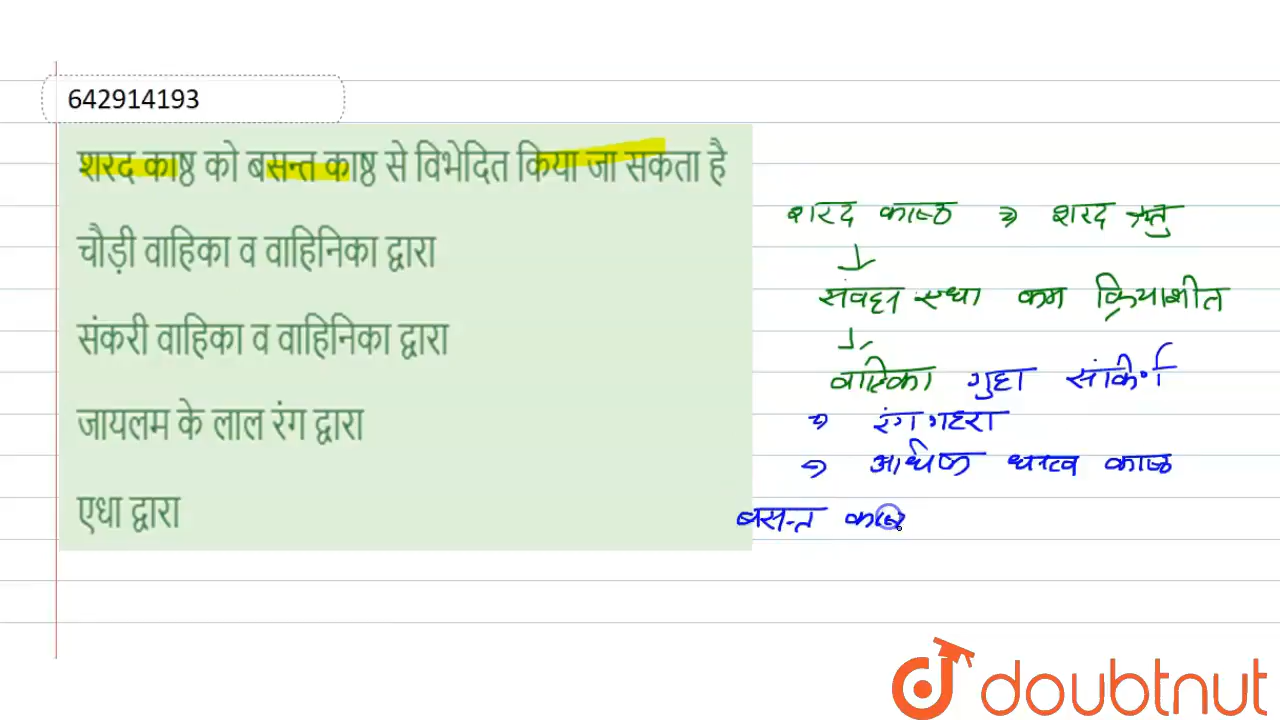 642914193
शरद काष्ठ को बसन्त काष्ठ से विभेदित किया जा सकता है
चौड़ी वाहिका व वाहिनिका द्वारा
संकरी वाहिका व वाहिनिका द्वारा
जायलम के लाल रंग द्वारा
एधा द्वारा
शरद काष्ठ ⇒ शरद ऋतु
↓
संवहन एधा कम क्रियाशील
↓
वाहिका गुहा संकिर्ण
⇒ रंग गहरा
⇒ अधिक घनत्व काष्ठ
बसन्त काष्ठ
doubtnut